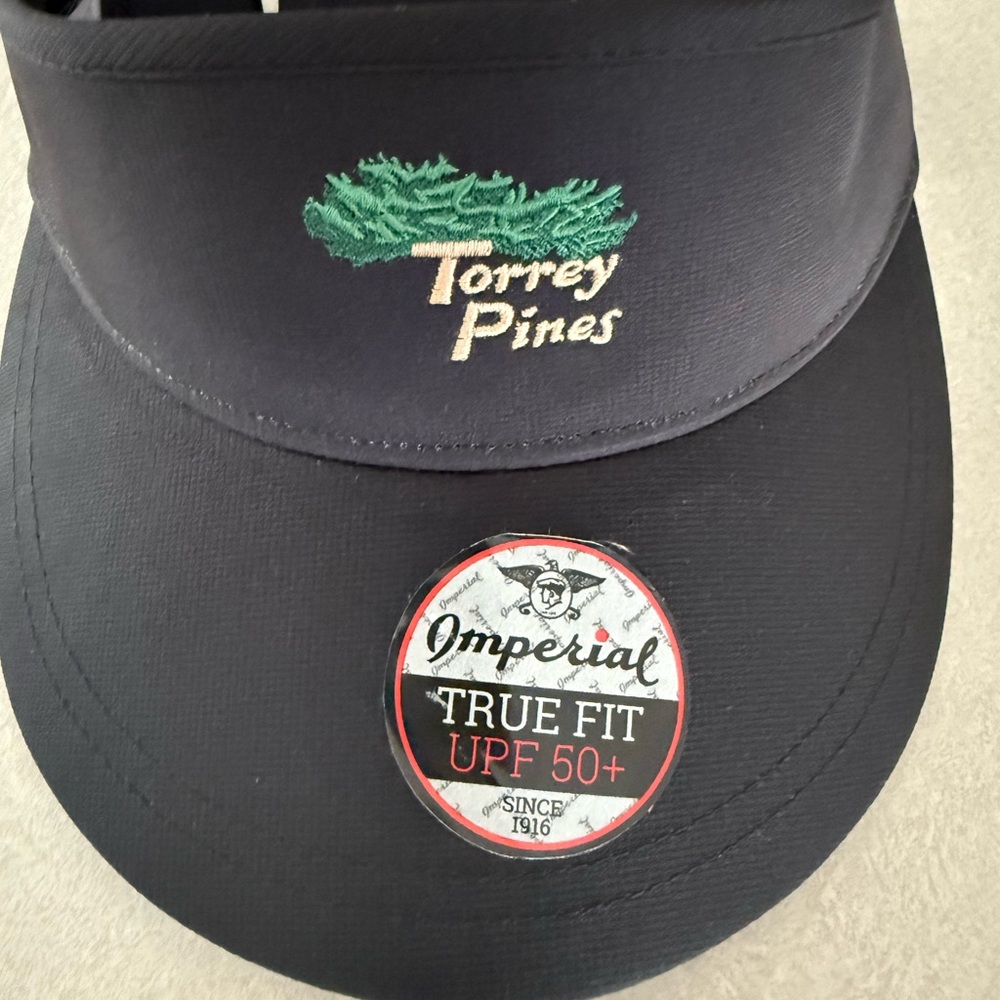 Torrey
Pines
Imperial
TRUE FIT
UPF 50+
SINCE
1916